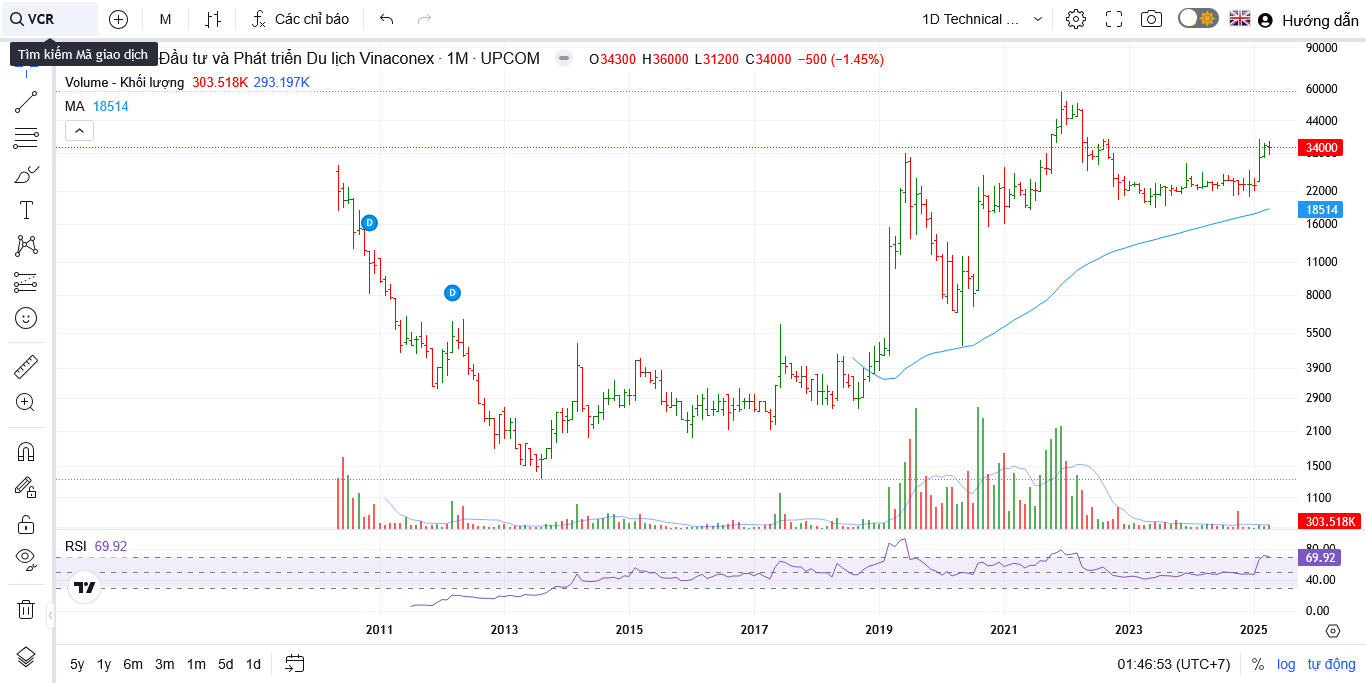 VCR M Các chỉ báo 1D Technical ... Hướng dẫn
Tìm kiếm Mã giao dịch
Đầu tư và Phát triển Du lịch Vinaconex · 1M · UPCOM O34300 H36000 L31200 C34000 −500 (−1.45%)
Volume - Khối lượng 303.518K 293.197K
MA 18514
90000
60000
44000
34000
22000
18514
16000
11000
8000
5500
3900
2900
2100
1500
1100
303.518K
D
D
RSI 69.92
80.00
69.92
40.00
0.00
2011 2013 2015 2017 2019 2021 2023 2025
5y 1y 6m 3m 1m 5d 1d 01:46:53 (UTC+7) % log tự động